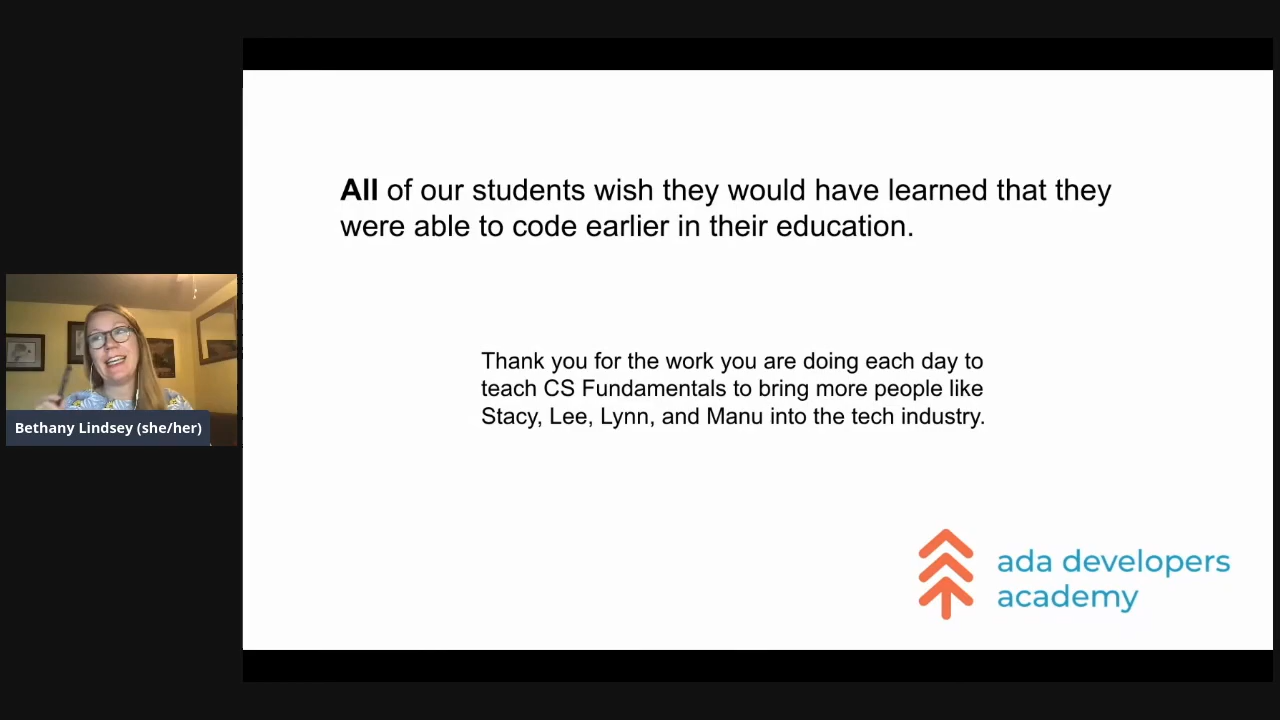 All of our students wish they would have learned that they
were able to code earlier in their education.
Thank you for the work you are doing each day to
teach CS Fundamentals to bring more people like
Stacy, Lee, Lynn, and Manu into the tech industry.
Bethany Lindsey (she/her)
ada developers
academy